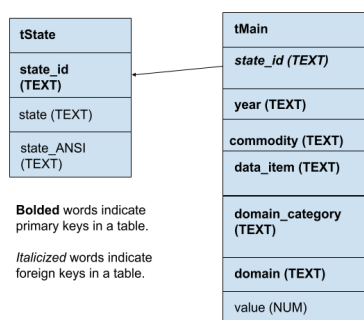 tState
state_id
(TEXT)
state (TEXT)
state_ANSI
(TEXT)
Bolded words indicate
primary keys in a table.
Italicized words indicate
foreign keys in a table.
tMain
state_id (TEXT)
year (TEXT)
commodity (TEXT)
data_item (TEXT)
domain_category
(TEXT)
domain (TEXT)
value (NUM)